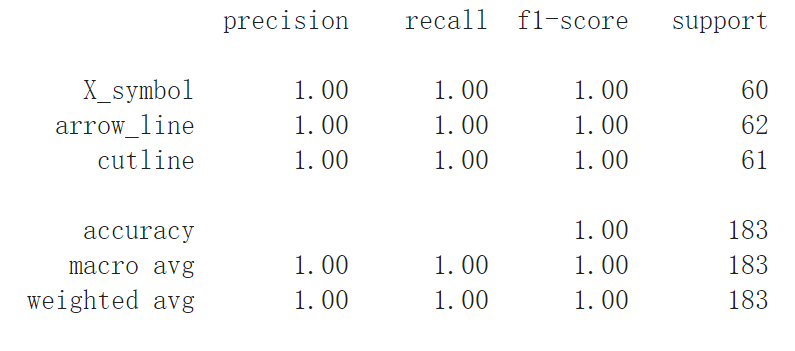 precision recall f1-score support
X_symbol 1.00 1.00 1.00 60
arrow_line 1.00 1.00 1.00 62
cutline 1.00 1.00 1.00 61
accuracy 1.00 183
macro avg 1.00 1.00 1.00 183
weighted avg 1.00 1.00 1.00 183